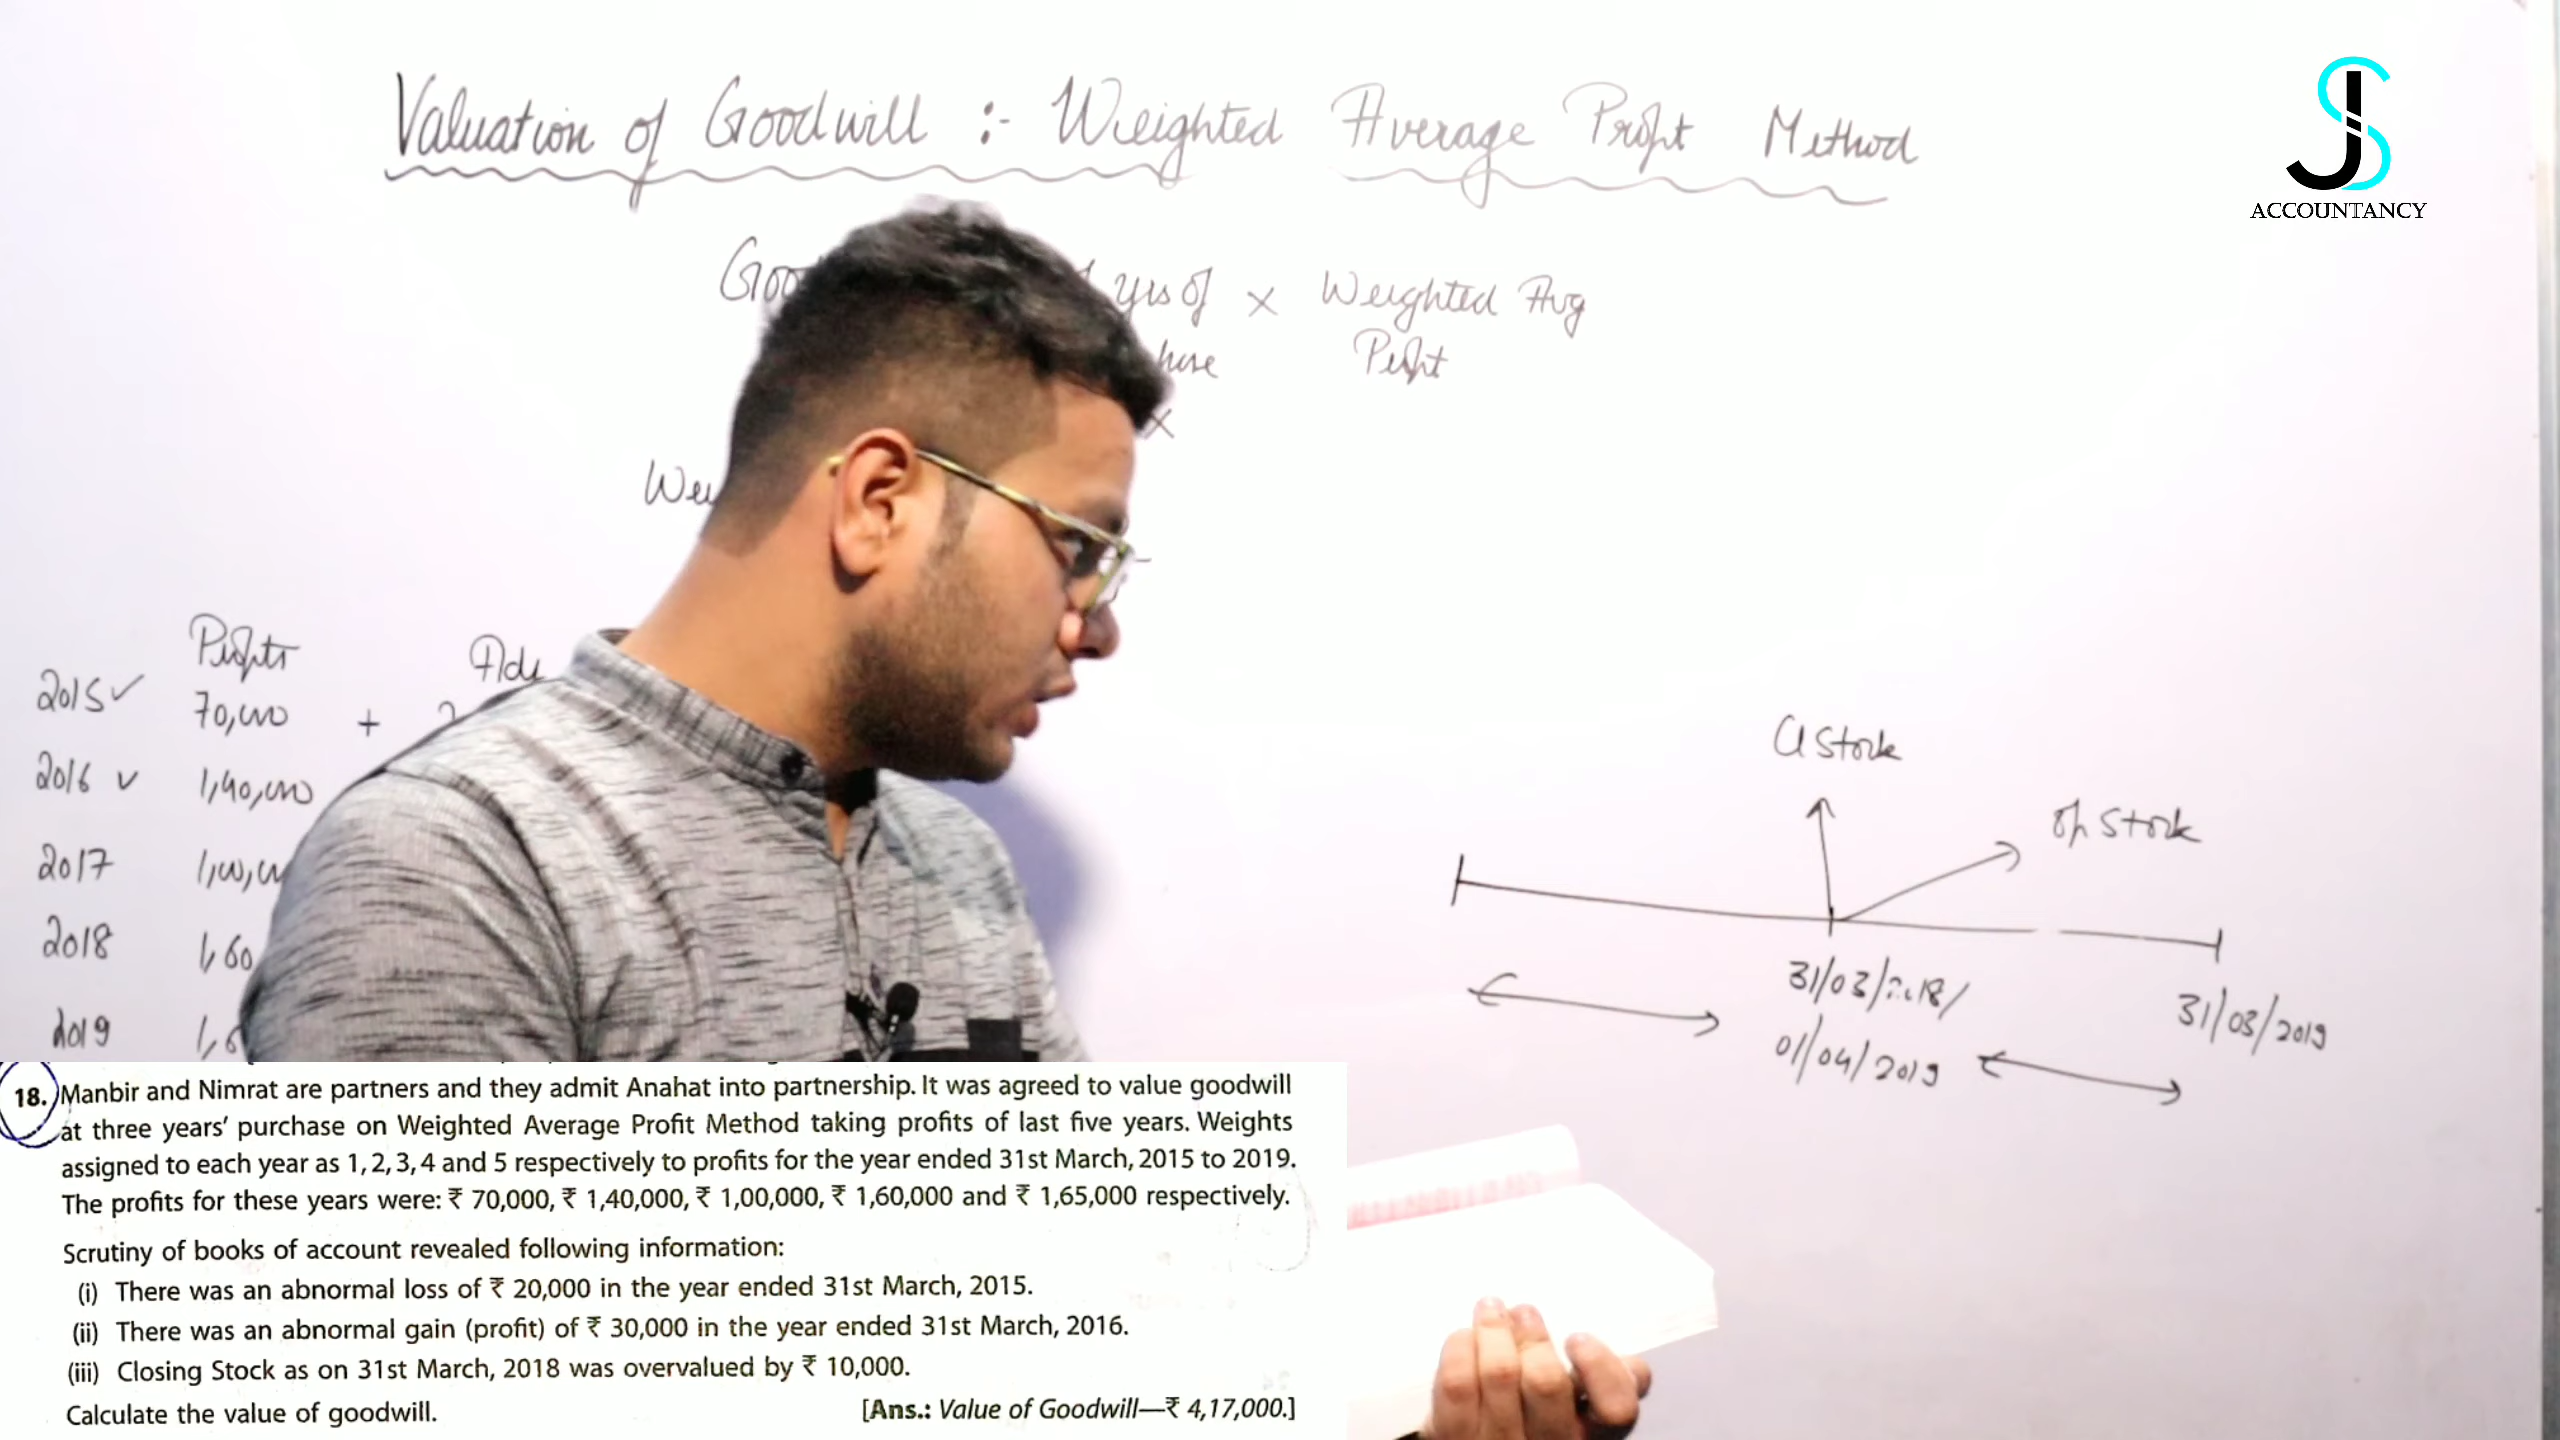 Valuation of Goodwill :- Weighted Average Profit Method
JS
ACCOUNTANCY
yrs of × Weighted Avg
Profit
×
Profits
2015 ✓ 70,000 +
2016 ✓ 1,40,000
2017
2018 1,60
2019
Cl Stock
Op Stock
31/03/2018/
01/04/2019
31/03/2019
18. Manbir and Nimrat are partners and they admit Anahat into partnership. It was agreed to value goodwill
at three years' purchase on Weighted Average Profit Method taking profits of last five years. Weights
assigned to each year as 1, 2, 3, 4 and 5 respectively to profits for the year ended 31st March, 2015 to 2019.
The profits for these years were: ₹ 70,000, ₹ 1,40,000, ₹ 1,00,000, ₹ 1,60,000 and ₹ 1,65,000 respectively.
Scrutiny of books of account revealed following information:
(i) There was an abnormal loss of ₹ 20,000 in the year ended 31st March, 2015.
(ii) There was an abnormal gain (profit) of ₹ 30,000 in the year ended 31st March, 2016.
(iii) Closing Stock as on 31st March, 2018 was overvalued by ₹ 10,000.
Calculate the value of goodwill. [Ans.: Value of Goodwill—₹ 4,17,000.]